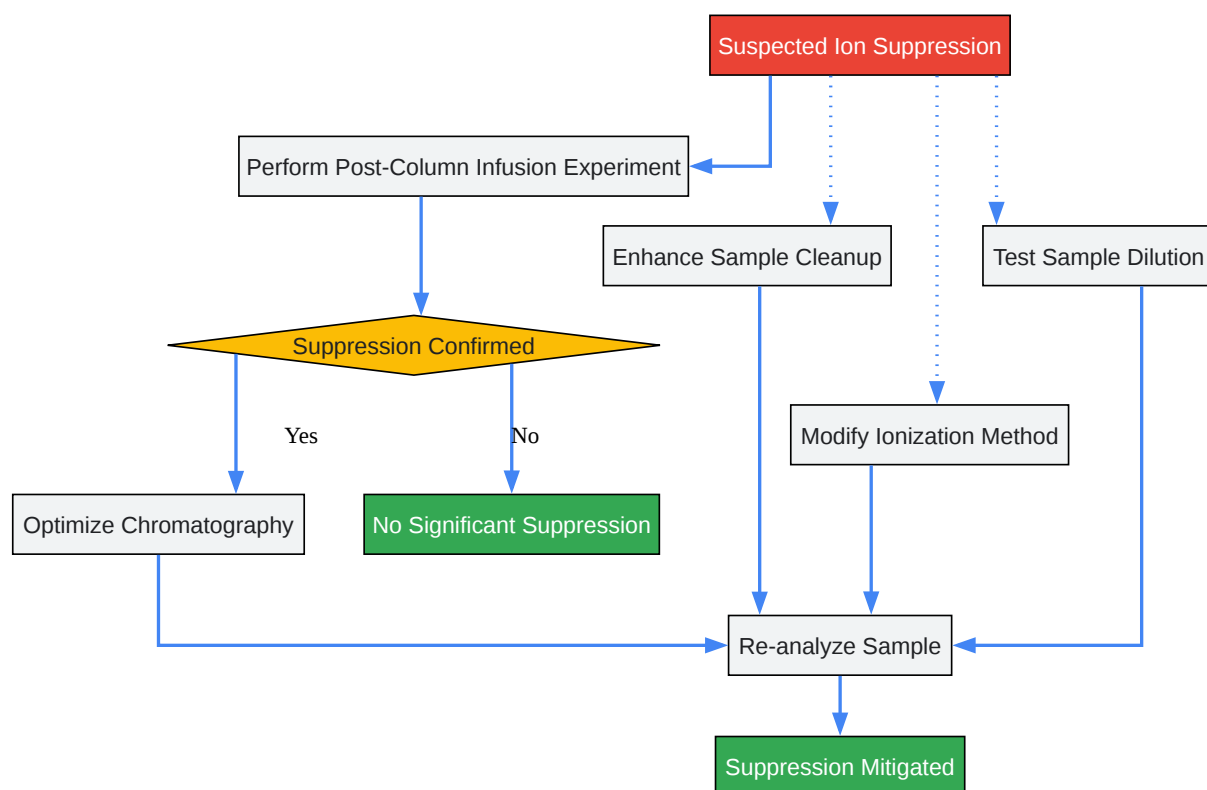 Suspected Ion Suppression
Perform Post-Column Infusion Experiment
Enhance Sample Cleanup
Test Sample Dilution
Suppression Confirmed
Yes
No
Modify Ionization Method
Optimize Chromatography
No Significant Suppression
Re-analyze Sample
Suppression Mitigated